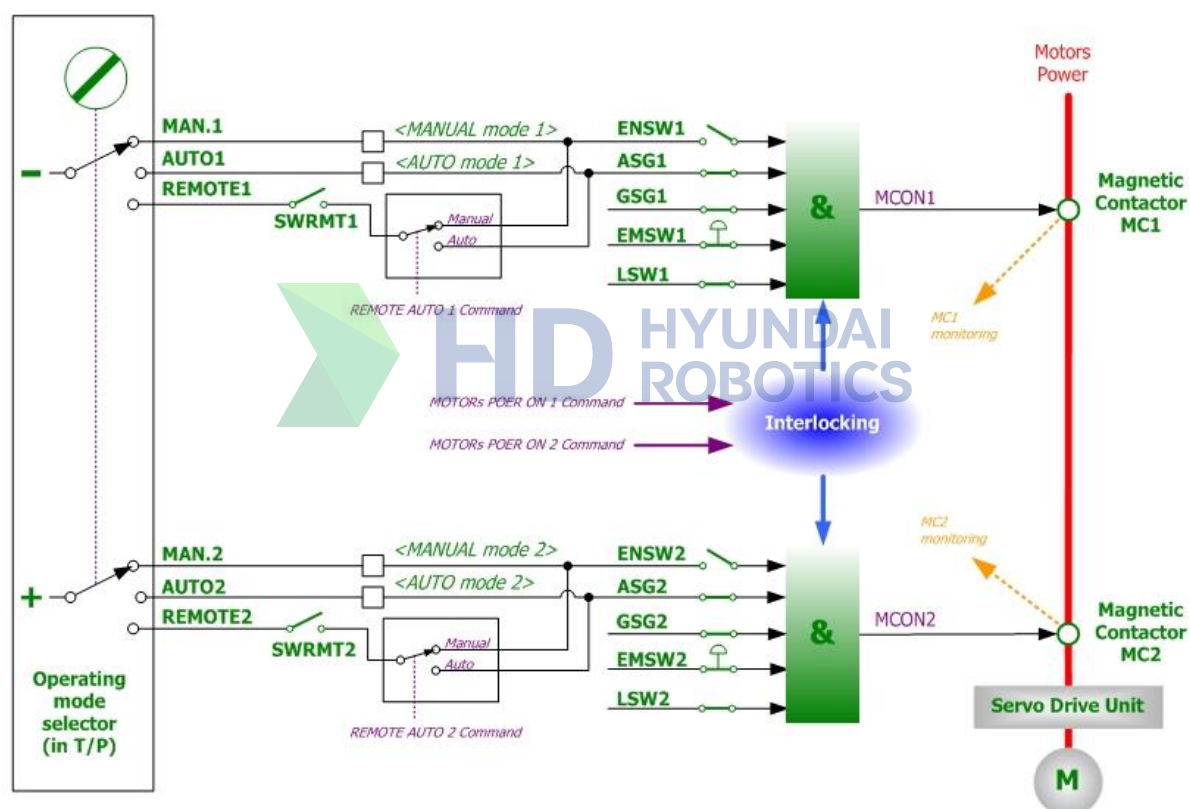 Motors
Power
MAN.1
<MANUAL mode 1>
ENSW1
AUTO1
<AUTO mode 1>
ASG1
REMOTE1
SWRMT1
Manual
Auto
GSG1
EMSW1
LSW1
&
MCON1
Magnetic
Contactor
MC1
REMOTE AUTO 1 Command
MC1
monitoring
HD HYUNDAI
ROBOTICS
MOTORs POER ON 1 Command
MOTORs POER ON 2 Command
Interlocking
MC2
monitoring
MAN.2
<MANUAL mode 2>
ENSW2
AUTO2
<AUTO mode 2>
ASG2
REMOTE2
SWRMT2
Manual
Auto
GSG2
EMSW2
LSW2
&
MCON2
Magnetic
Contactor
MC2
REMOTE AUTO 2 Command
Operating
mode
selector
(in T/P)
Servo Drive Unit
M